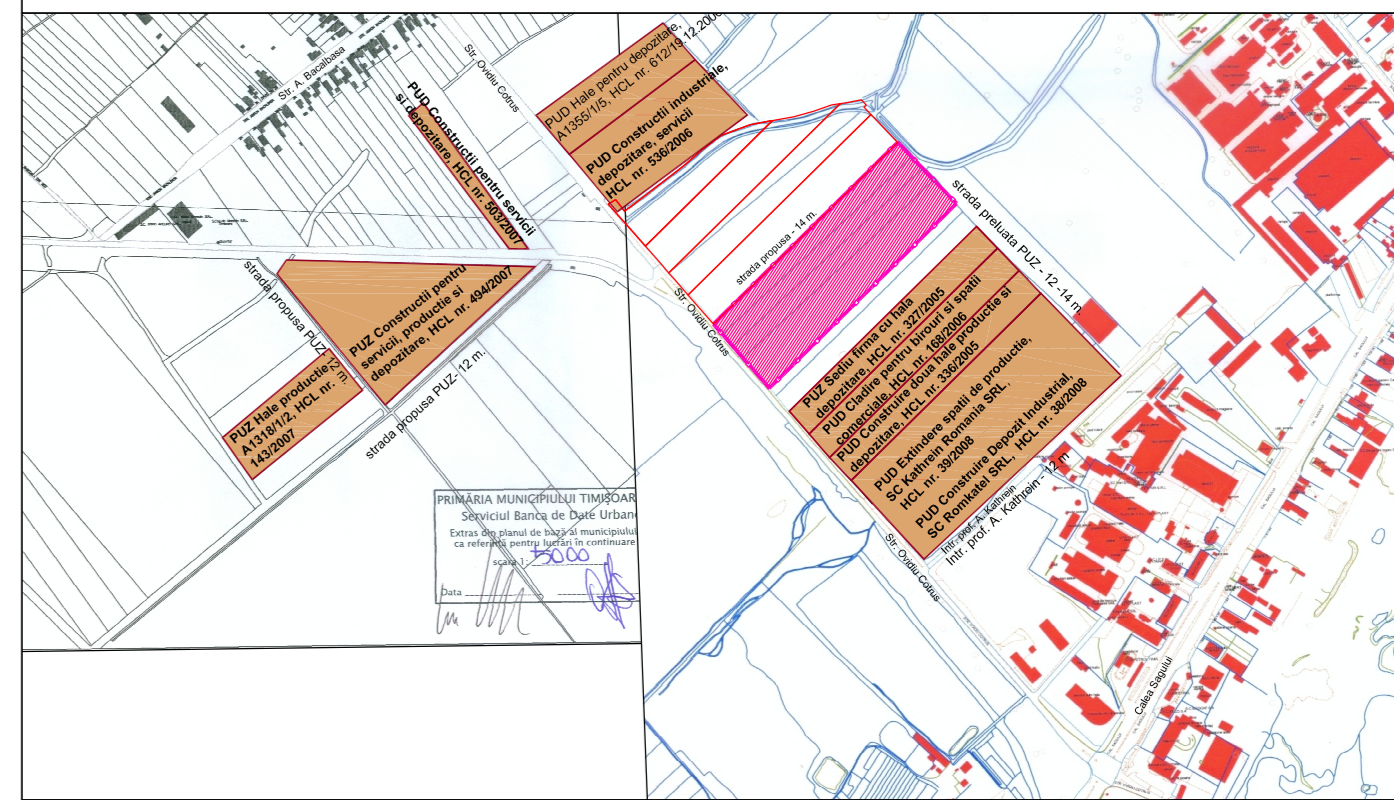 Str. A. Bacalbasa
Str. Ovidiu Cotrus
PUD Constructii pentru servicii
si depozitare, HCL nr. 503/2007
PUD Hale pentru depozitare,
A1355/1/5, HCL nr. 612/19.12.2006
PUD Constructii industriale,
depozitare, servicii
HCL nr. 536/2006
strada propusa - 14 m.
strada preluata PUZ - 12 -14 m.
strada propusa PUZ - 12 m.
PUZ Constructii pentru
servicii, productie si
depozitare, HCL nr. 494/2007
PUZ Hale productie
A1318/1/2, HCL nr.
143/2007
strada propusa PUZ- 12 m.
Str. Ovidiu Cotrus
PUZ Sediu firma cu hala
depozitare, HCL nr. 327/2005
PUD Cladire pentru birouri si spatii
comerciale, HCL nr. 168/2006
PUD Construire doua hale productie si
depozitare, HCL nr. 336/2005
PUD Extindere spatii de productie,
SC Kathrein Romania SRL,
HCL nr. 39/2008
PUD Construire Depozit Industrial,
SC Romkatel SRL, HCL nr. 38/2008
Intr. prof. A. Kathrein
Intr. prof. A. Kathrein - 12 m
Str. Ovidiu Cotrus
Calea Sagului
PRIMĂRIA MUNICIPIULUI TIMIȘOAR
Serviciul Banca de Date Urbane
Extras din planul de bază al municipiului
ca referință pentru lucrări în continuare
scara 1: 5000
Data